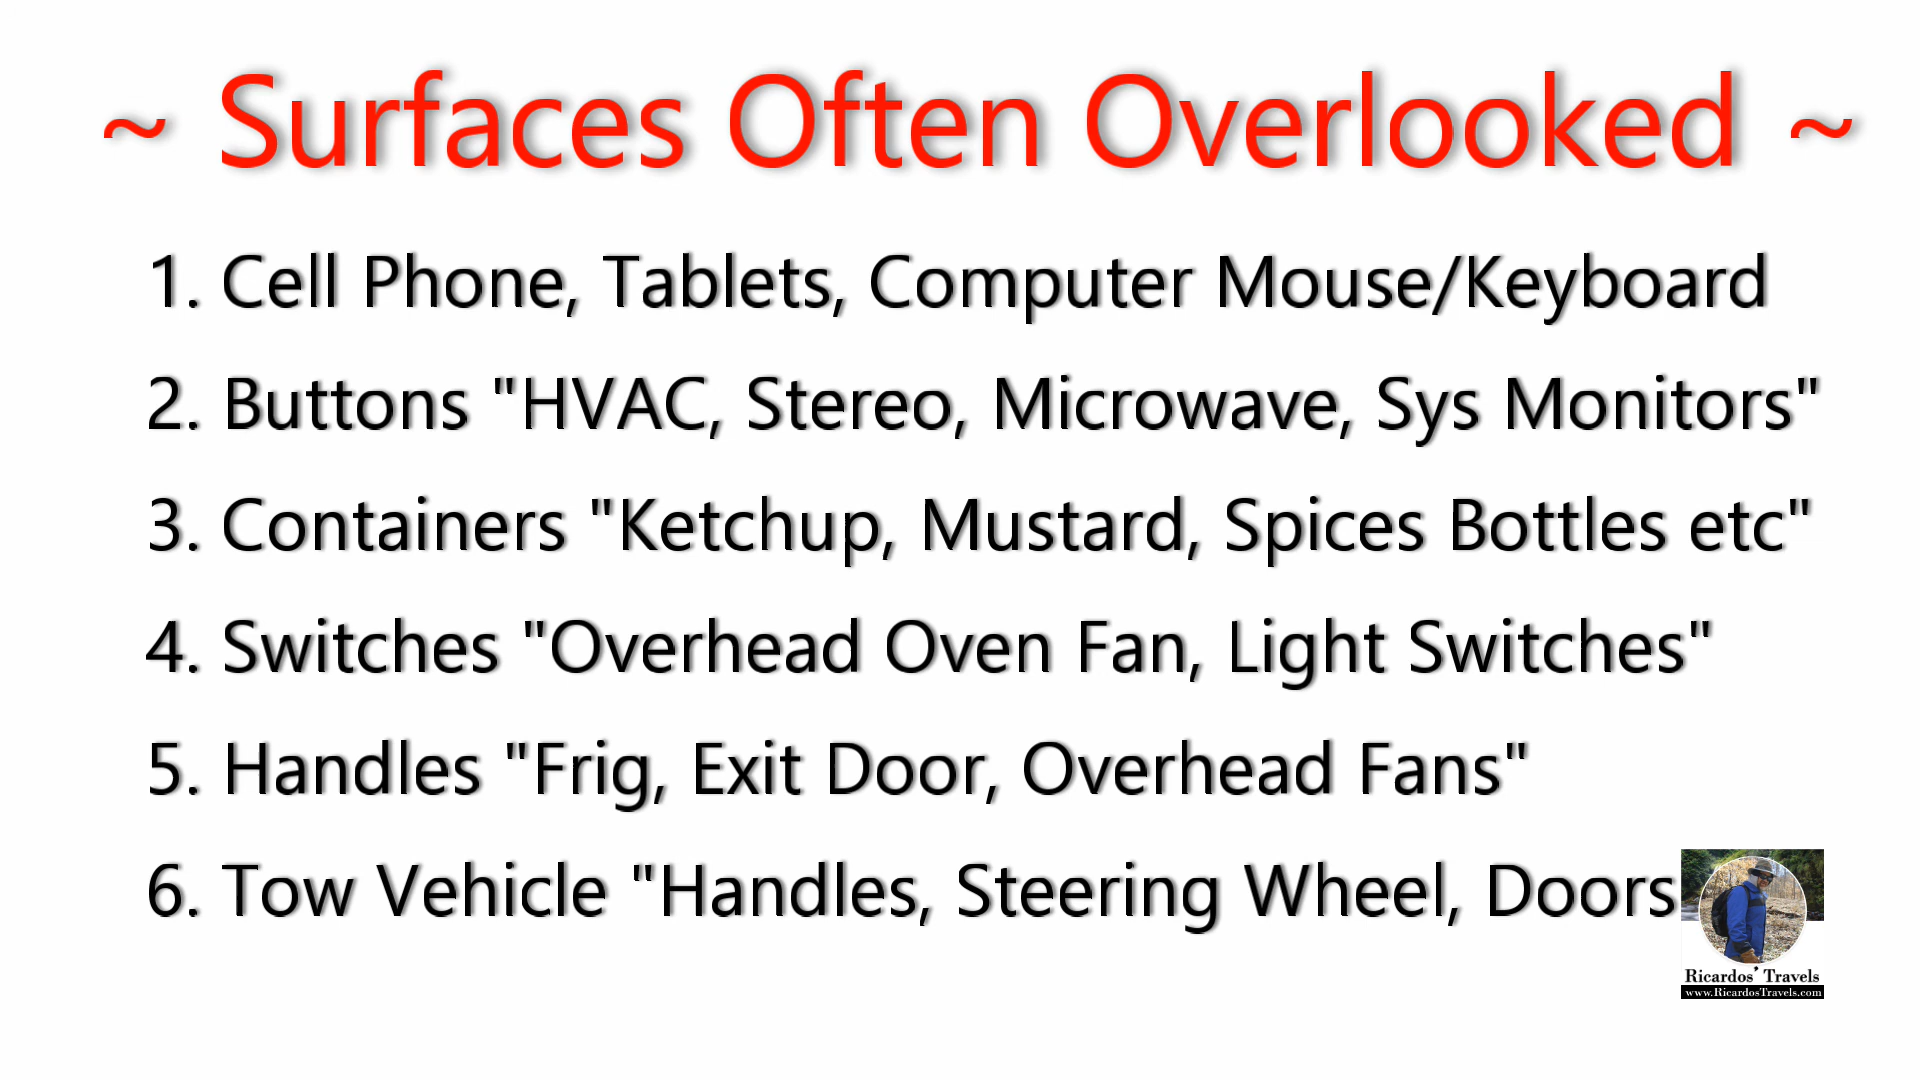 ~ Surfaces Often Overlooked ~
1. Cell Phone, Tablets, Computer Mouse/Keyboard
2. Buttons "HVAC, Stereo, Microwave, Sys Monitors"
3. Containers "Ketchup, Mustard, Spices Bottles etc"
4. Switches "Overhead Oven Fan, Light Switches"
5. Handles "Frig, Exit Door, Overhead Fans"
6. Tow Vehicle "Handles, Steering Wheel, Doors
Ricardos' Travels
www.RicardosTravels.com